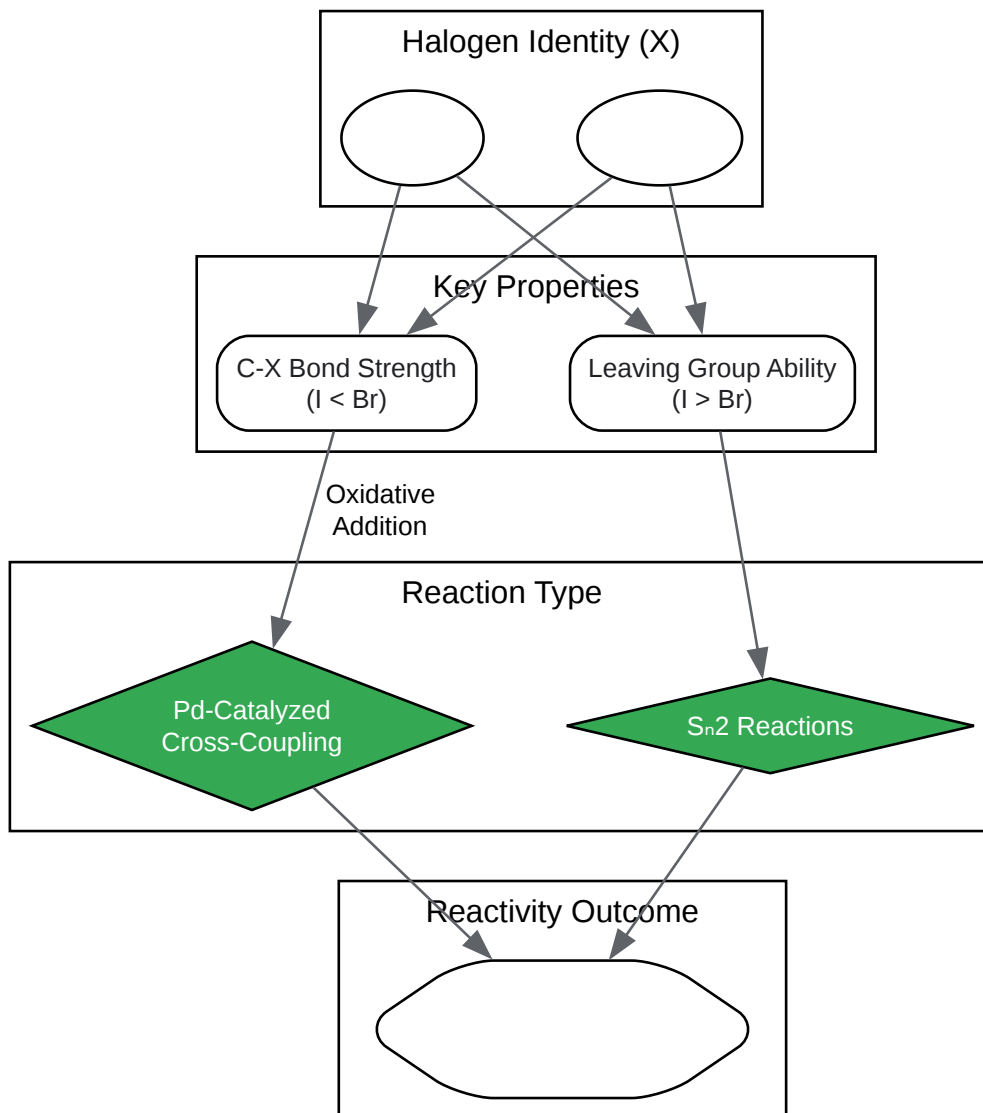 Halogen Identity (X)
Key Properties
C-X Bond Strength
(I < Br)
Leaving Group Ability
(I > Br)
Oxidative
Addition
Reaction Type
Pd-Catalyzed
Cross-Coupling
Sₙ2 Reactions
Reactivity Outcome